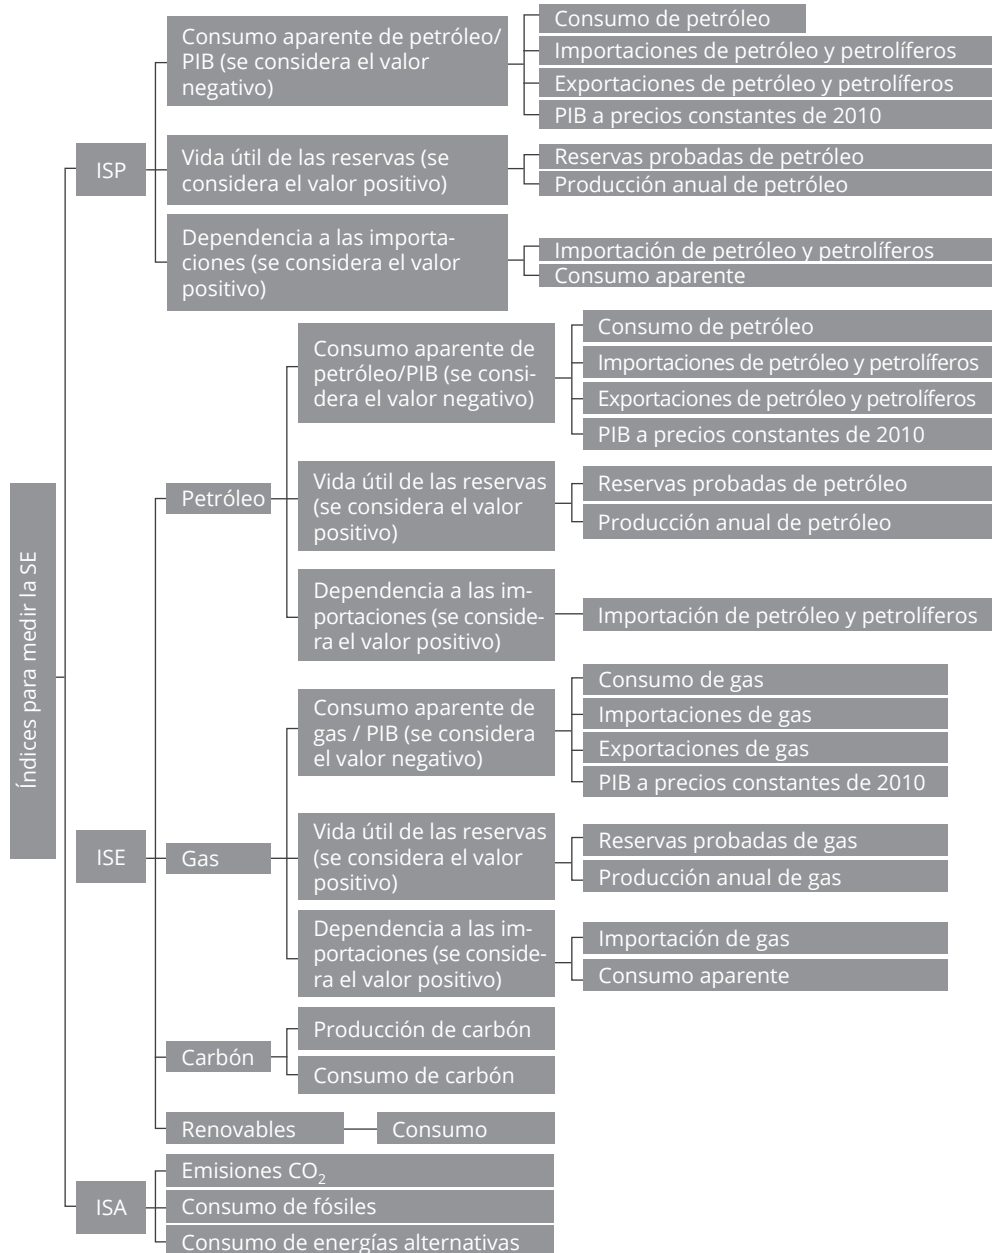 Índices para medir la SE
ISP
Consumo aparente de petróleo/
PIB (se considera el valor
negativo)
Consumo de petróleo
Importaciones de petróleo y petrolíferos
Exportaciones de petróleo y petrolíferos
PIB a precios constantes de 2010
Vida útil de las reservas (se
considera el valor positivo)
Reservas probadas de petróleo
Producción anual de petróleo
Dependencia a las importa-
ciones (se considera el valor
positivo)
Importación de petróleo y petrolíferos
Consumo aparente
ISE
Petróleo
Consumo aparente de
petróleo/PIB (se consi-
dera el valor negativo)
Consumo de petróleo
Importaciones de petróleo y petrolíferos
Exportaciones de petróleo y petrolíferos
PIB a precios constantes de 2010
Vida útil de las reservas
(se considera el valor
positivo)
Reservas probadas de petróleo
Producción anual de petróleo
Dependencia a las im-
portaciones (se conside-
ra el valor positivo)
Importación de petróleo y petrolíferos
Gas
Consumo aparente de
gas / PIB (se considera
el valor negativo)
Consumo de gas
Importaciones de gas
Exportaciones de gas
PIB a precios constantes de 2010
Vida útil de las reservas
(se considera el valor
positivo)
Reservas probadas de gas
Producción anual de gas
Dependencia a las im-
portaciones (se conside-
ra el valor positivo)
Importación de gas
Consumo aparente
Carbón
Producción de carbón
Consumo de carbón
Renovables
Consumo
ISA
Emisiones CO₂
Consumo de fósiles
Consumo de energías alternativas